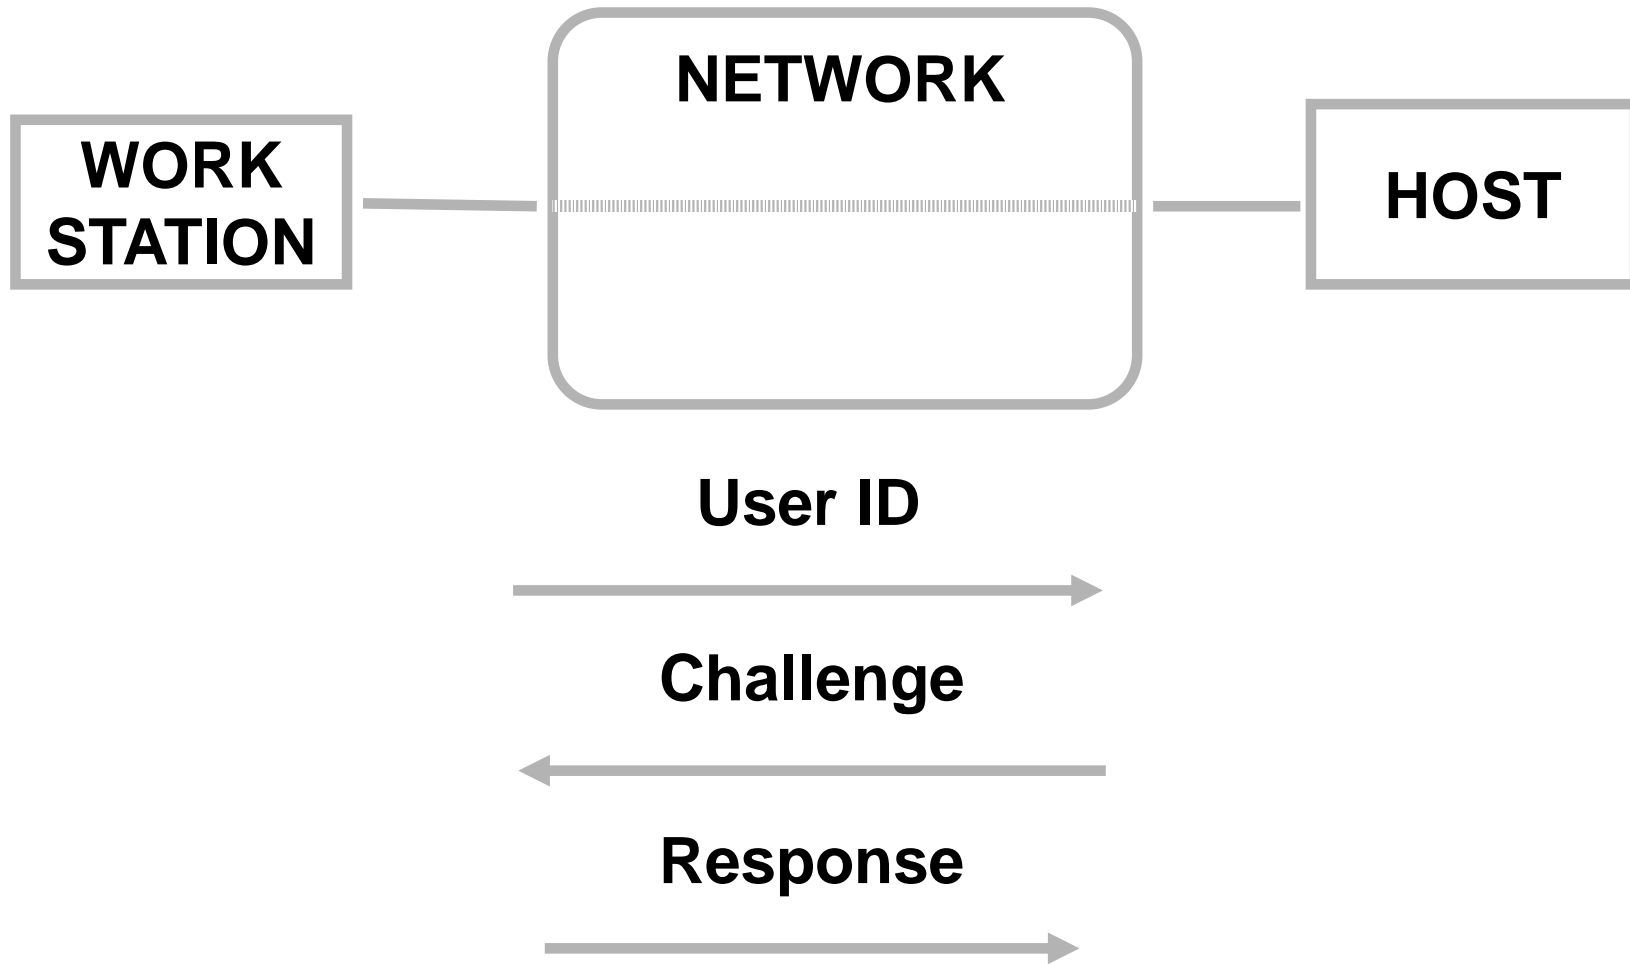 NETWORK
WORK
STATION
HOST
User ID
Challenge
Response